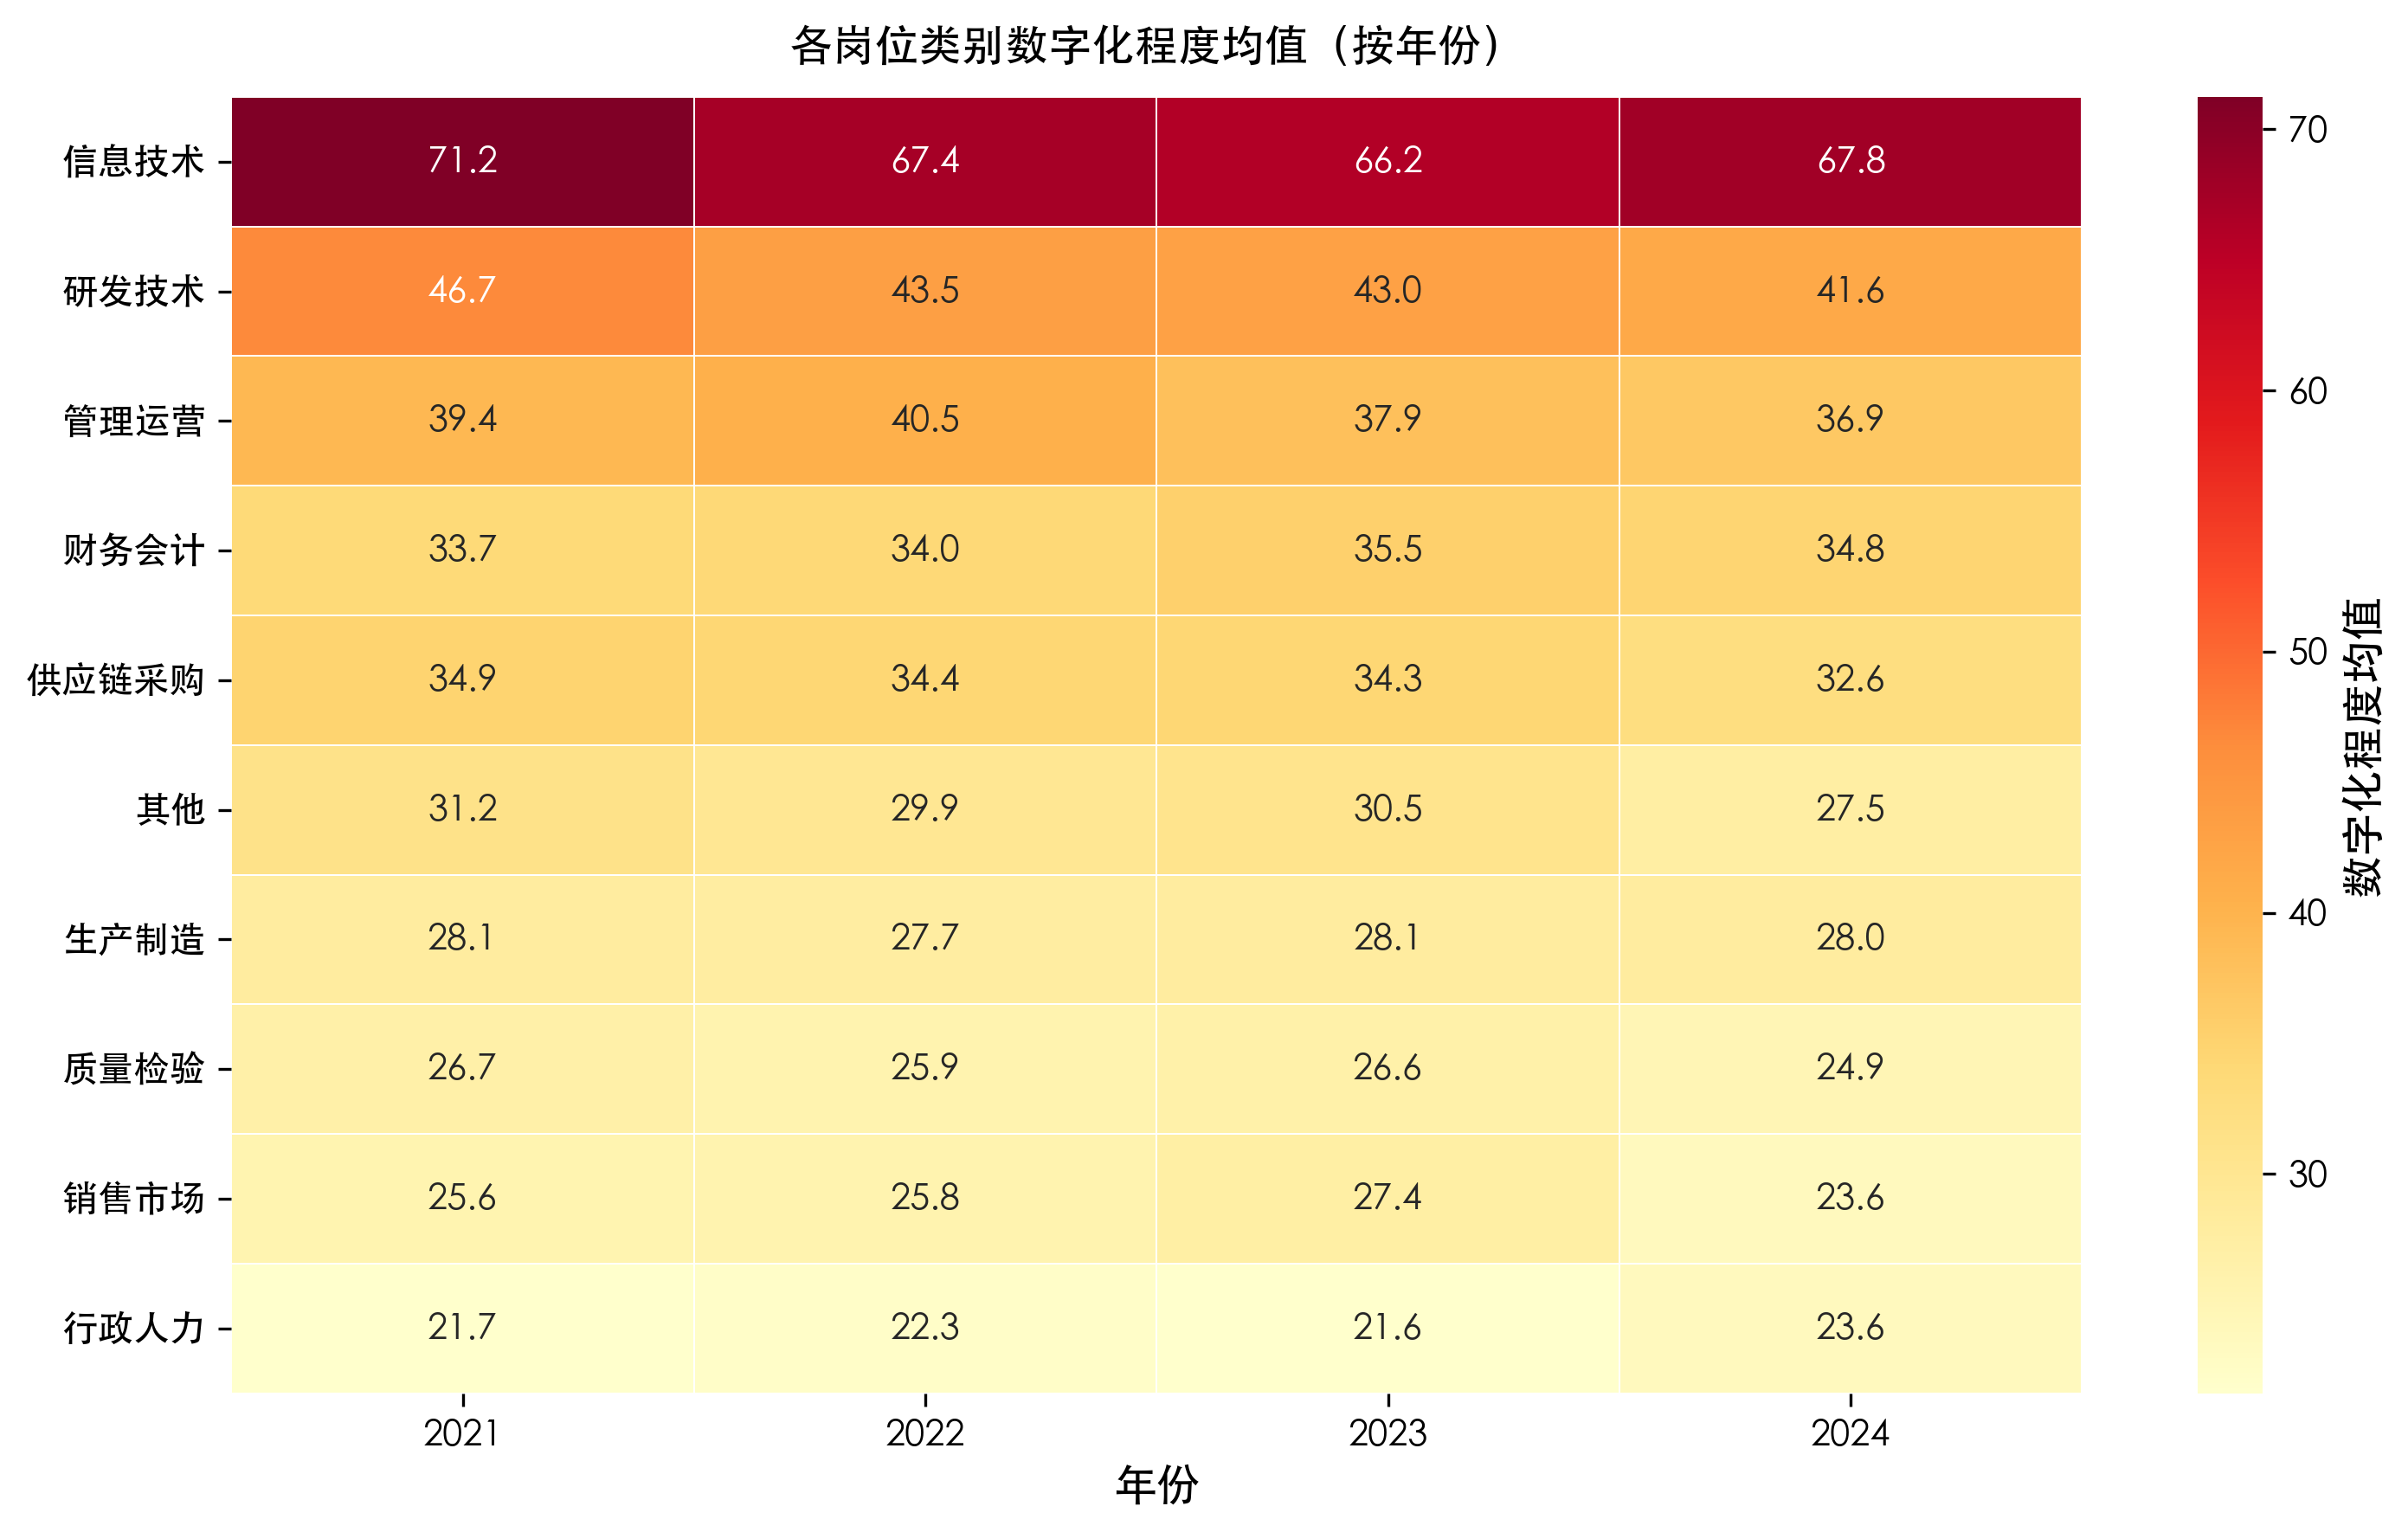 各岗位类别数字化程度均值（按年份）
信息技术 71.2 67.4 66.2 67.8
研发技术 46.7 43.5 43.0 41.6
管理运营 39.4 40.5 37.9 36.9
财务会计 33.7 34.0 35.5 34.8
供应链采购 34.9 34.4 34.3 32.6
其他 31.2 29.9 30.5 27.5
生产制造 28.1 27.7 28.1 28.0
质量检验 26.7 25.9 26.6 24.9
销售市场 25.6 25.8 27.4 23.6
行政人力 21.7 22.3 21.6 23.6
2021 2022 2023 2024
年份
70
60
50
40
30
数字化程度均值